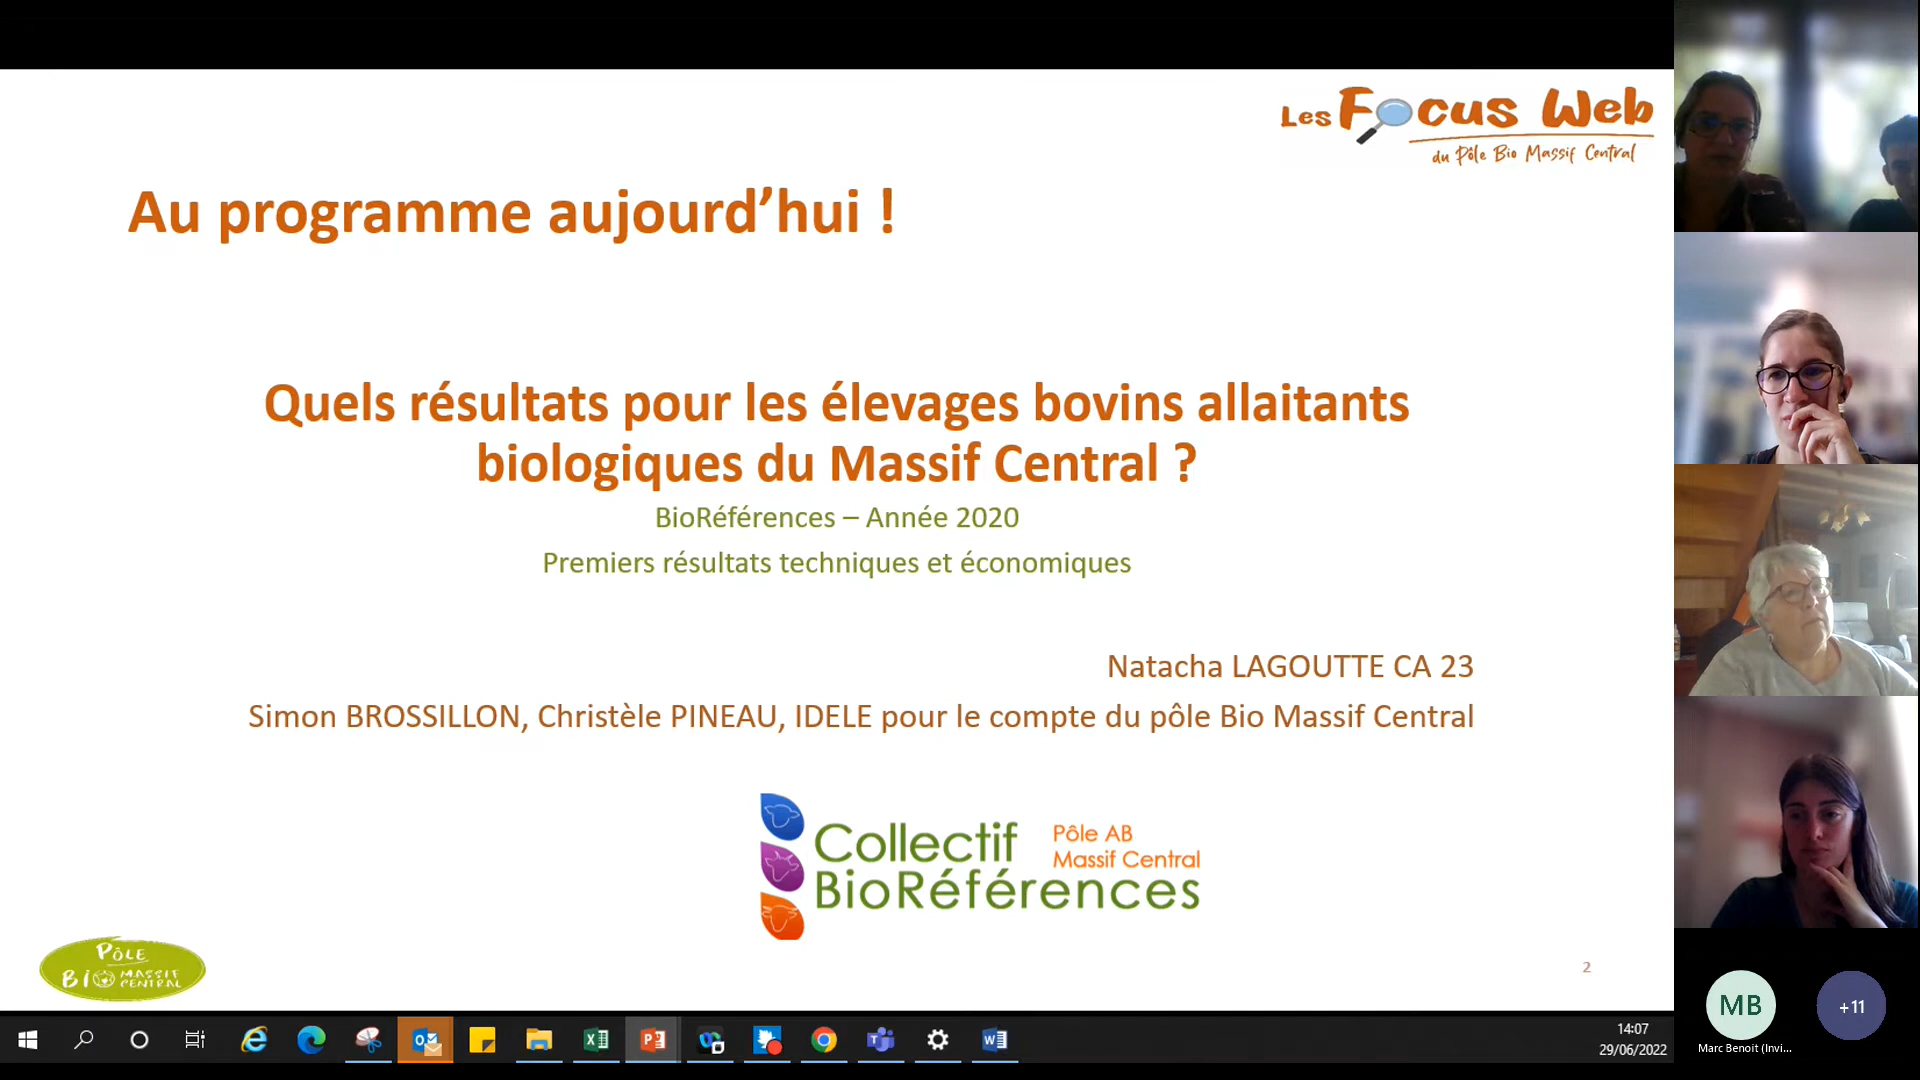 Les Focus Web
du Pôle Bio Massif Central
Au programme aujourd’hui !
Quels résultats pour les élevages bovins allaitants
biologiques du Massif Central ?
BioRéférences – Année 2020
Premiers résultats techniques et économiques
Natacha LAGOUTTE CA 23
Simon BROSSILLON, Christèle PINEAU, IDELE pour le compte du pôle Bio Massif Central
Collectif
BioRéférences
Pôle AB
Massif Central
PÔLE
BIO MASSIF
CENTRAL
2
14:07
29/06/2022
MB
+11
Marc Benoit (Invi...